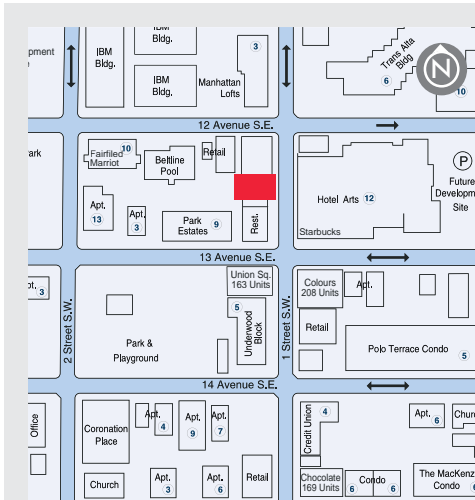 IBM
Bldg.
IBM
Bldg.
IBM
Bldg.
3
Manhattan
Lofts
Trans Alta
Bldg
6
N
10
12 Avenue S.E.
Fairfiled
Marriot
10
Beltline
Pool
Retail
Apt.
13
Apt.
3
Park
Estates
9
Rest.
Hotel Arts
12
Starbucks
P
Future
Developm
Site
ark
opment
13 Avenue S.E.
2 Street S.W.
1 Street S.W.
pt.
3
Park &
Playground
Union Sq.
163 Units
5
Underwood
Block
Colours
208 Units
Apt.
Retail
Polo Terrace Condo
5
14 Avenue S.E.
Office
Coronation
Place
Apt.
4
Apt.
9
Apt.
7
Church
Apt.
3
Apt.
6
Retail
Credit Union
4
Chocolate
169 Units
Condo
6
6
Apt.
6
Churc
The MacKenz
Condo